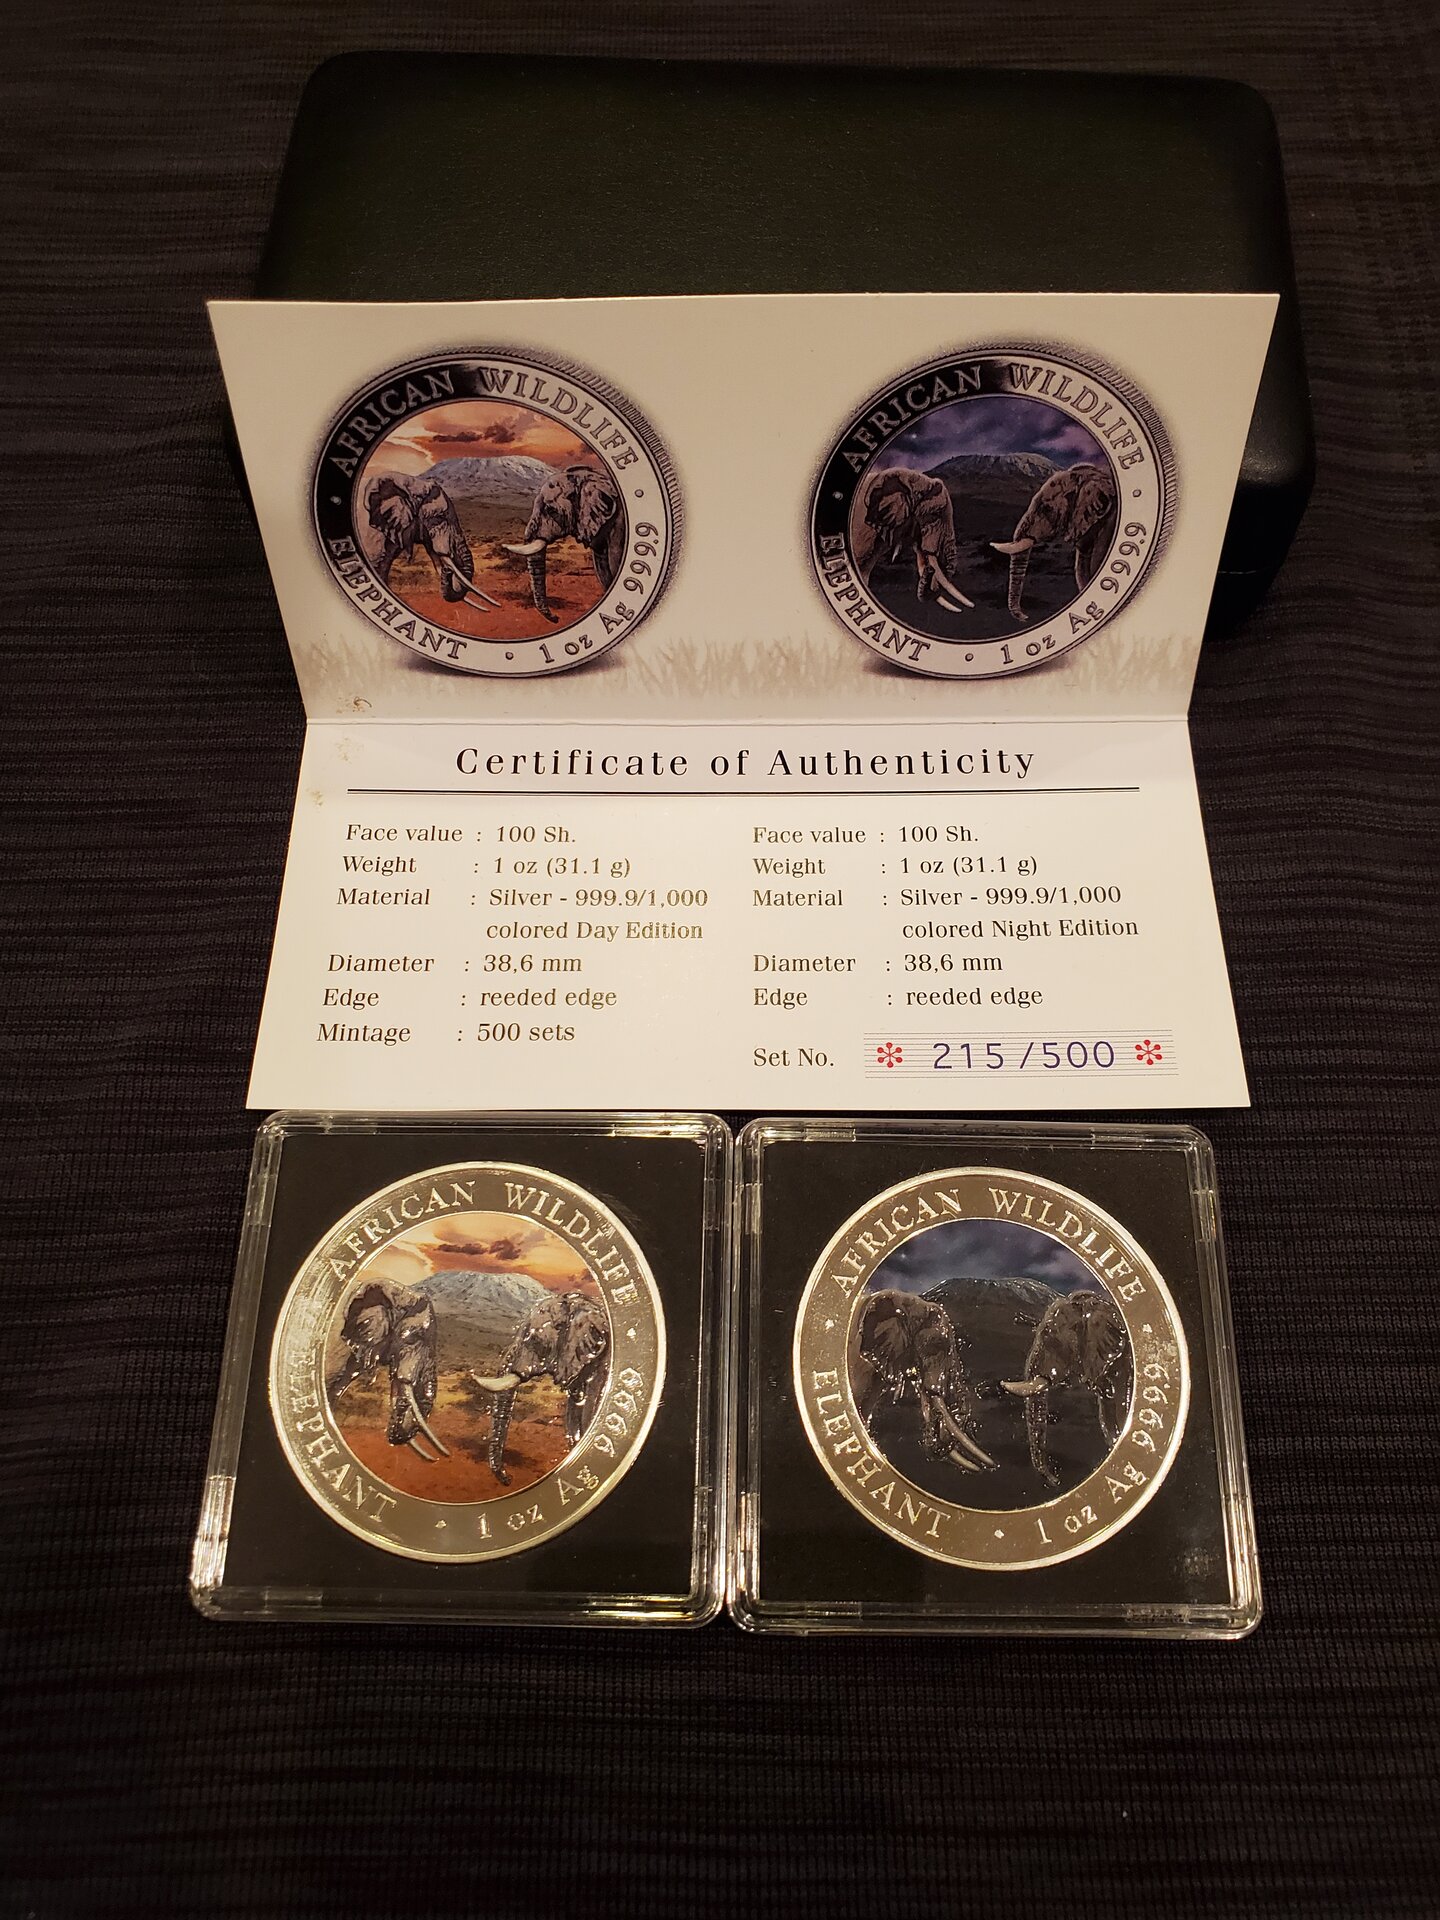 AFRICAN WILDLIFE
ELEPHANT · 1 oz Ag 999.9
AFRICAN WILDLIFE
ELEPHANT · 1 oz Ag 999.9
Certificate of Authenticity
Face value : 100 Sh.
Weight : 1 oz (31.1 g)
Material : Silver - 999.9/1,000
colored Day Edition
Diameter : 38,6 mm
Edge : reeded edge
Mintage : 500 sets
Face value : 100 Sh.
Weight : 1 oz (31.1 g)
Material : Silver - 999.9/1,000
colored Night Edition
Diameter : 38,6 mm
Edge : reeded edge
Set No. 215/500
AFRICAN WILDLIFE
ELEPHANT · 1 oz Ag 999.9
AFRICAN WILDLIFE
ELEPHANT · 1 oz Ag 999.9